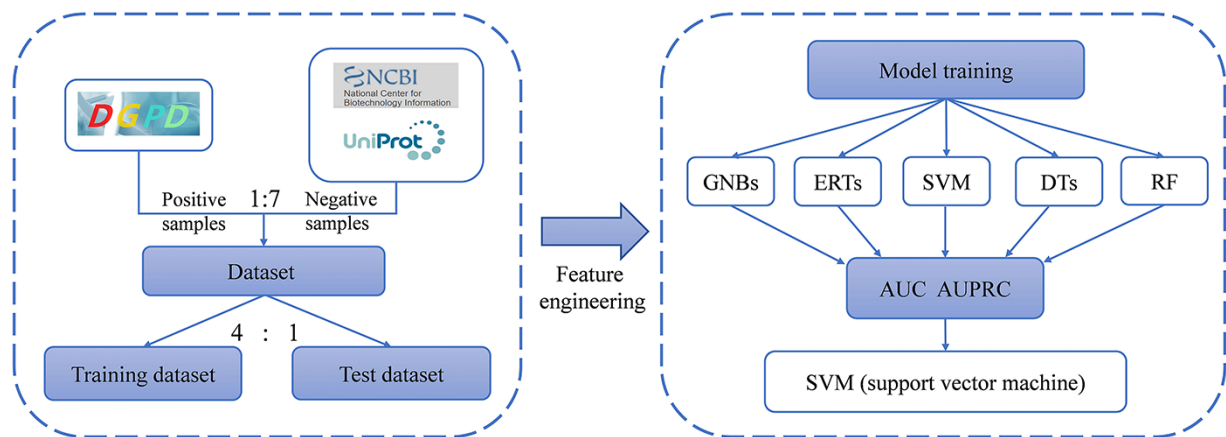 DGPD
NCBI
National Center for
Biotechnology Information
UniProt
Positive
samples
1:7
Negative
samples
Dataset
4 : 1
Training dataset
Test dataset
Feature
engineering
Model training
GNBs
ERTs
SVM
DTs
RF
AUC AUPRC
SVM (support vector machine)